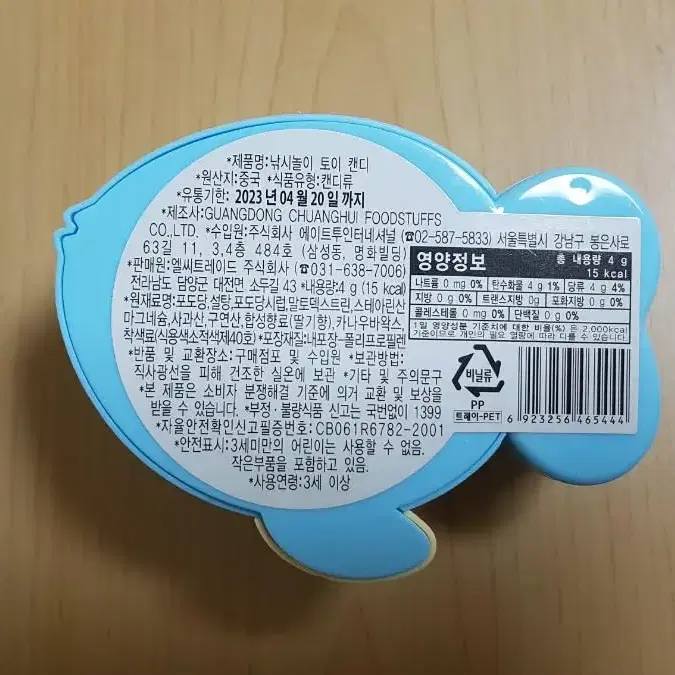 *제품명: 낚시놀이 토이 캔디
*원산지:중국 *식품유형:캔디류
*유통기한: 2023 년 04 월 20 일 까지
*제조사:GUANGDONG CHUANGHUI FOODSTUFFS
CO.,LTD. *수입원:주식회사 에이트투인터네셔널(☎02-587-5833) 서울특별시 강남구 봉은사로
63길 11, 3,4층 484호 (삼성동, 명화빌딩)
*판매원:엘씨트레이드 주식회사 (☎031-638-7006)
전라남도 담양군 대전면 소두길 43 *내용량:4 g (15 kcal)
*원재료명:포도당,설탕,포도당시럽,말토덱스트린,스테아린산
마그네슘,사과산,구연산,합성향료(딸기향),카나우바왁스,
착색료(식용색소적색제40호) *포장재질:내포장-폴리프로필렌
*반품 및 교환장소: 구매점포 및 수입원 *보관방법:
직사광선을 피해 건조한 실온에 보관 *기타 및 주의문구
*본 제품은 소비자 분쟁해결 기준에 의거 교환 및 보상을
받을 수 있습니다. *부정·불량식품 신고는 국번없이 1399
*자율안전확인신고필증번호: CB061R6782-2001
*안전표시: 3세미만의 어린이는 사용할 수 없음.
작은부품을 포함하고 있음.
*사용연령:3세 이상
영양정보
총 내용량 4 g
15 kcal
나트륨 0 mg 0% 탄수화물 4 g 1% 당류 4 g 4%
지방 0 g 0% 트랜스지방 0g 포화지방 0 g 0%
콜레스테롤 0 mg 0% 단백질 0 g 0%
1일 영양성분 기준치에 대한 비율(%) 은 2,000kcal
기준이므로 개인의 필요 열량에 따라 다를 수 있습니다.
비닐류
PP
트레이-PET
6 923256 465444